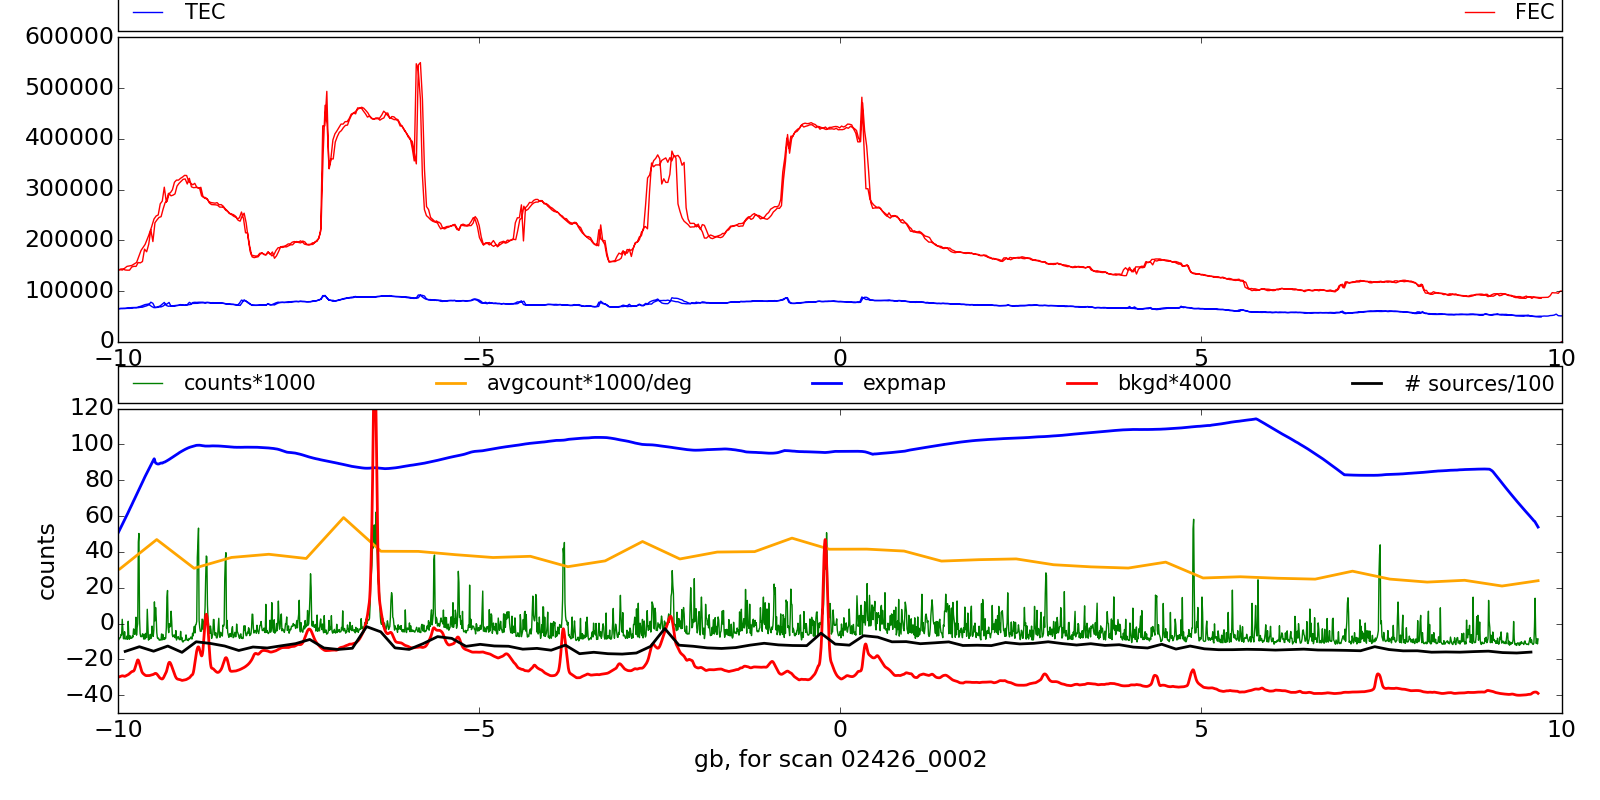 TEC FEC
600000
500000
400000
300000
200000
100000
0
−10 −5 0 5 10
counts*1000 avgcount*1000/deg expmap bkgd*4000 # sources/100
120
100
80
60
40
20
0
−20
−40
counts
−10 −5 0 5 10
gb, for scan 02426_0002